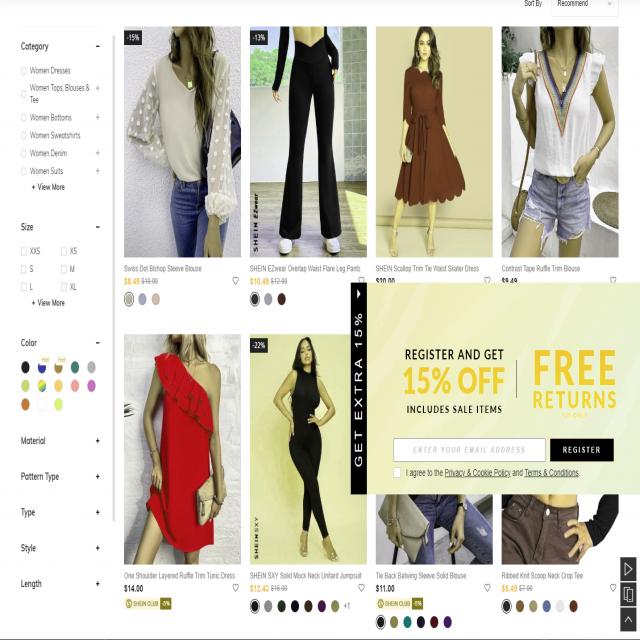 Sort By
Recommend
Category
−
Women Dresses
Women Tops, Blouses & +
Tee
Women Bottoms +
Women Sweatshirts
Women Denim +
Women Suits +
+ View More
Size
−
XXS
XS
S
M
L
XL
+ View More
Color
−
Hot
Hot
Material +
Pattern Type +
Type +
Style +
Length +
-15%
Swiss Dot Bishop Sleeve Blouse
$8.49
-13%
SHEIN EZwear
SHEIN EZwear Overlap Waist Flare Leg Pants
$10.49 $12.00
SHEIN Scallop Trim Tie Waist Skater Dress
$20.00
Contrast Tape Ruffle Trim Blouse
$9.49
GET EXTRA 15%
REGISTER AND GET
15% OFF
INCLUDES SALE ITEMS
FREE
RETURNS
ENTER YOUR EMAIL ADDRESS
REGISTER
I agree to the Privacy & Cookie Policy and Terms & Conditions.
One Shoulder Layered Ruffle Trim Tunic Dress
$14.00
SHEIN CLUB -5%
-22%
SHEIN SXY
SHEIN SXY Solid Mock Neck Unitard Jumpsuit
+1
Tie Back Batwing Sleeve Solid Blouse
$11.00
SHEIN CLUB -5%
Ribbed Knit Scoop Neck Crop Tee
$5.49 $7.00